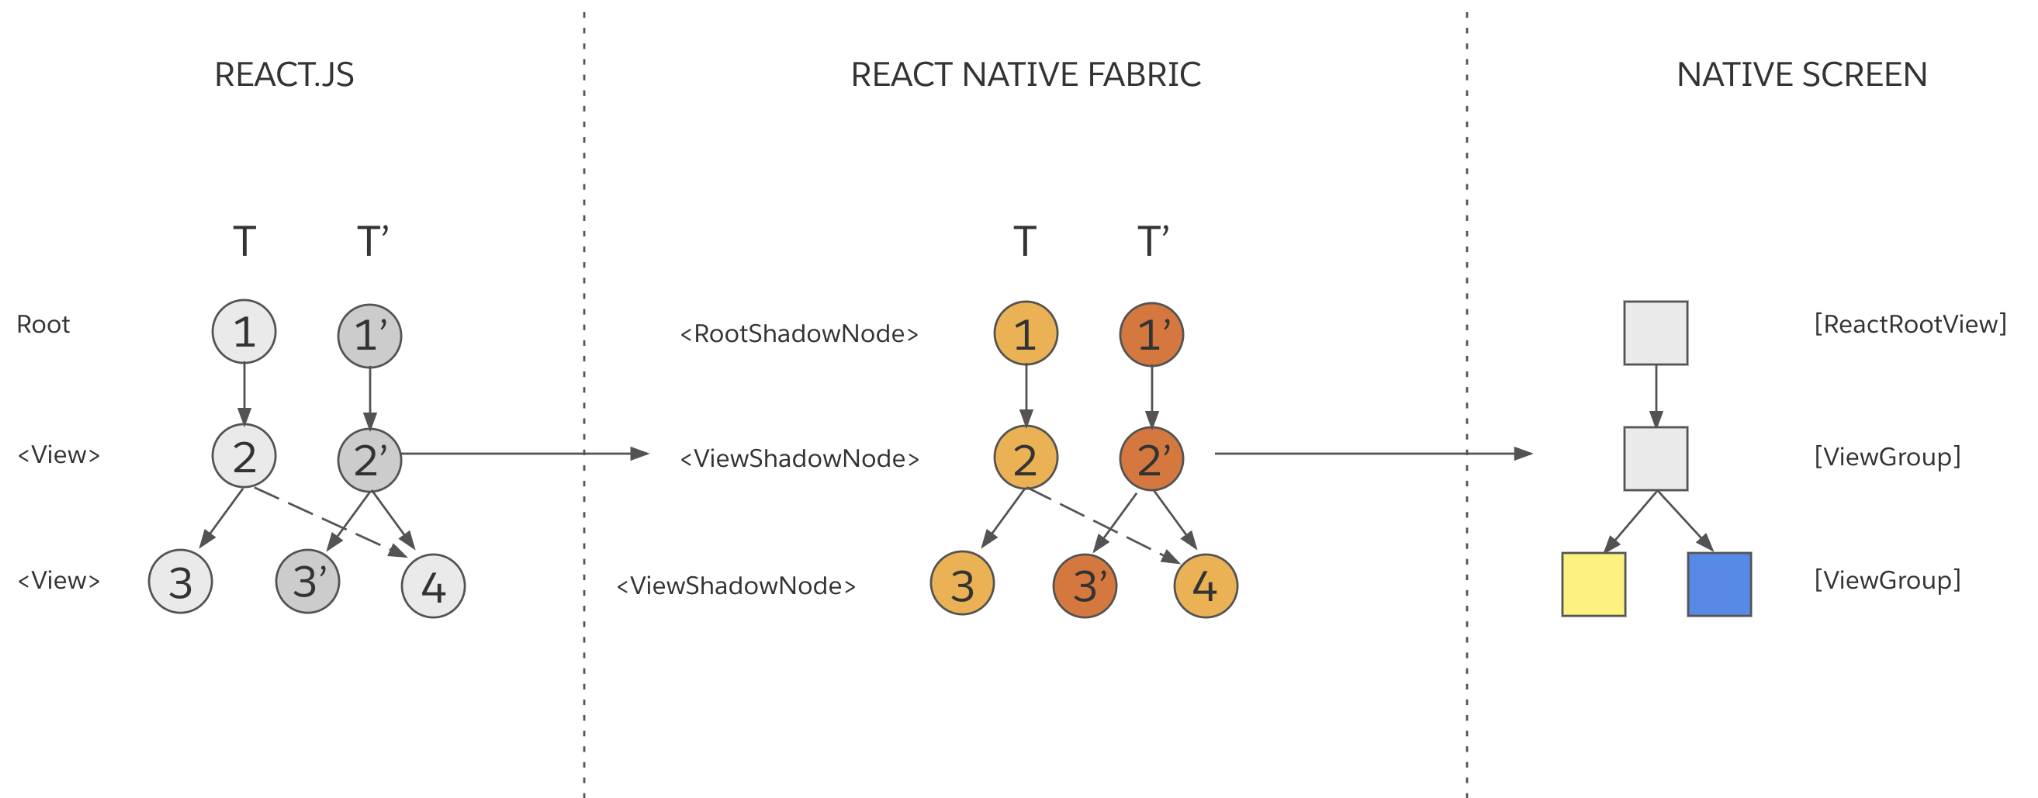 REACT.JS
REACT NATIVE FABRIC
NATIVE SCREEN
T T’
T T’
Root
1 1’
<RootShadowNode>
1 1’
[ReactRootView]
<View>
2 2’
<ViewShadowNode>
2 2’
[ViewGroup]
<View>
3 3’ 4
<ViewShadowNode>
3 3’ 4
[ViewGroup]